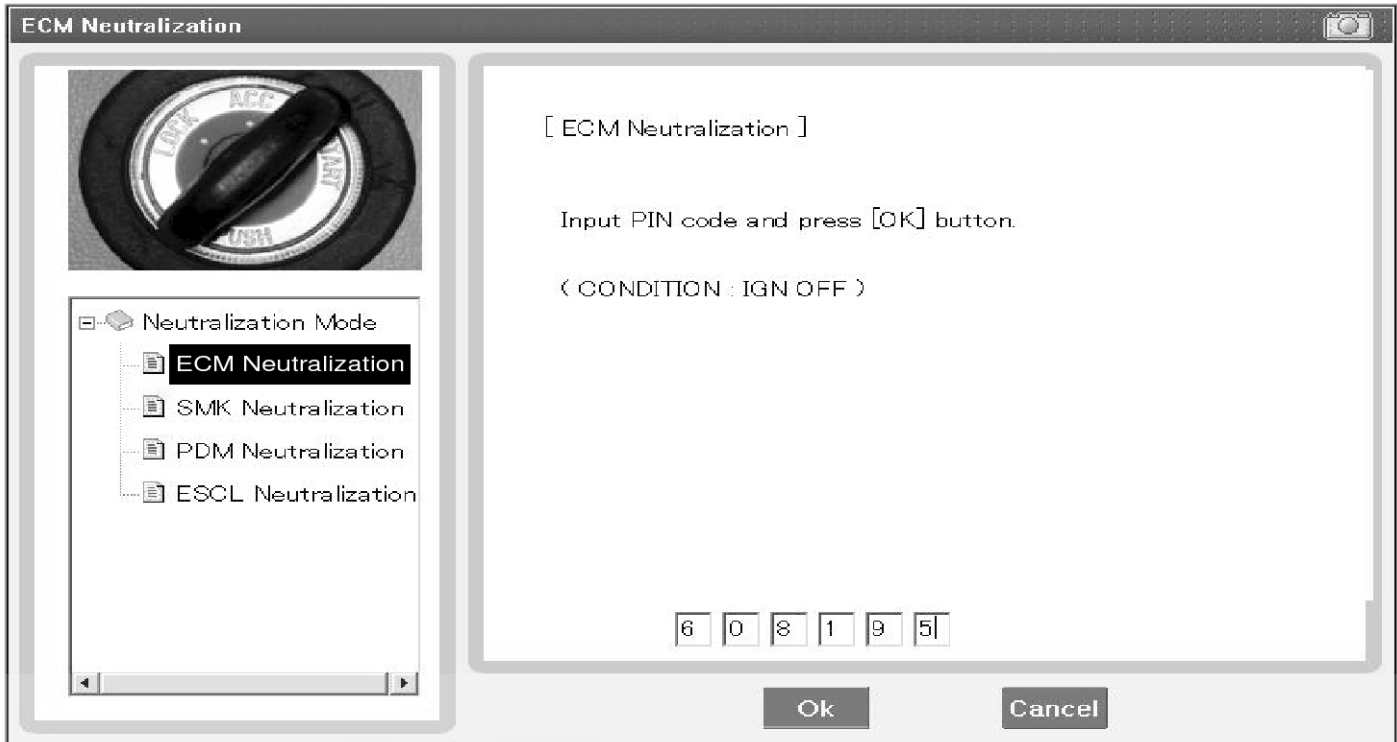 ECM Neutralization
ACC
LOCK
START
PUSH
Neutralization Mode
ECM Neutralization
SMK Neutralization
PDM Neutralization
ESCL Neutralization
[ ECM Neutralization ]
Input PIN code and press [OK] button.
( CONDITION : IGN OFF )
6 0 8 1 9 5
Ok
Cancel